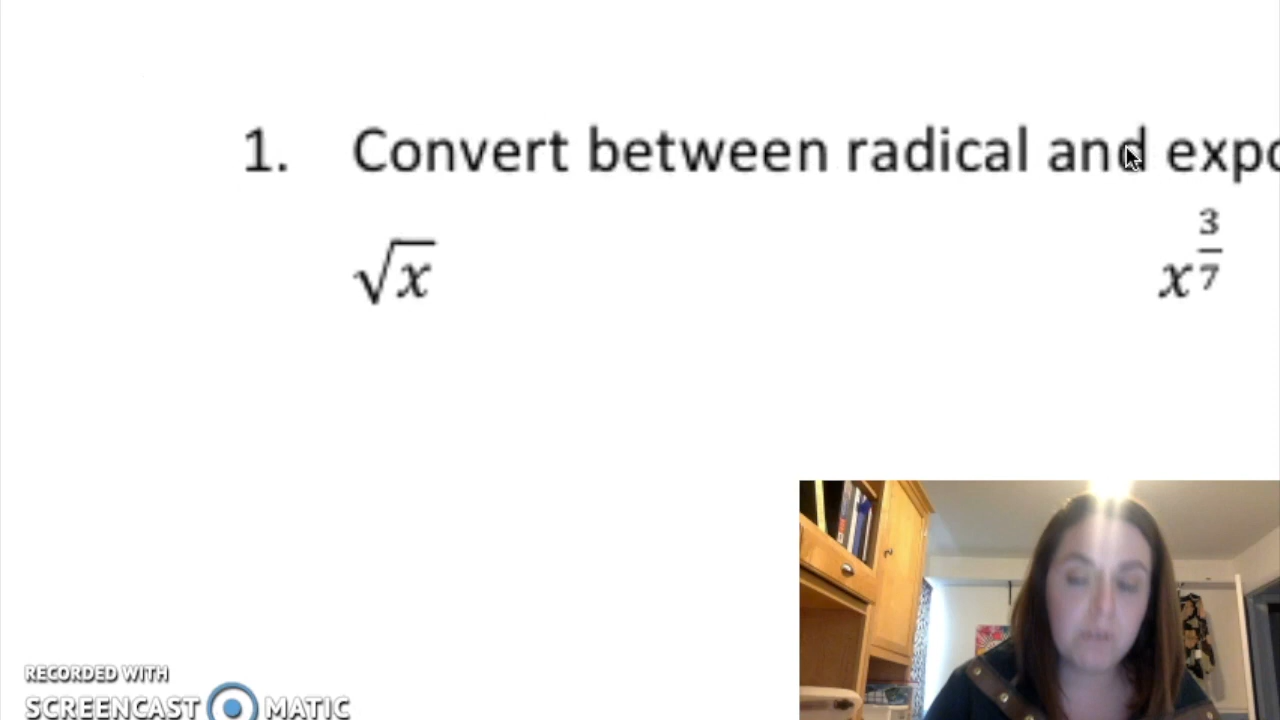 1. Convert between radical and expo
√x
x^(3/7)
RECORDED WITH
SCREENCAST MATIC